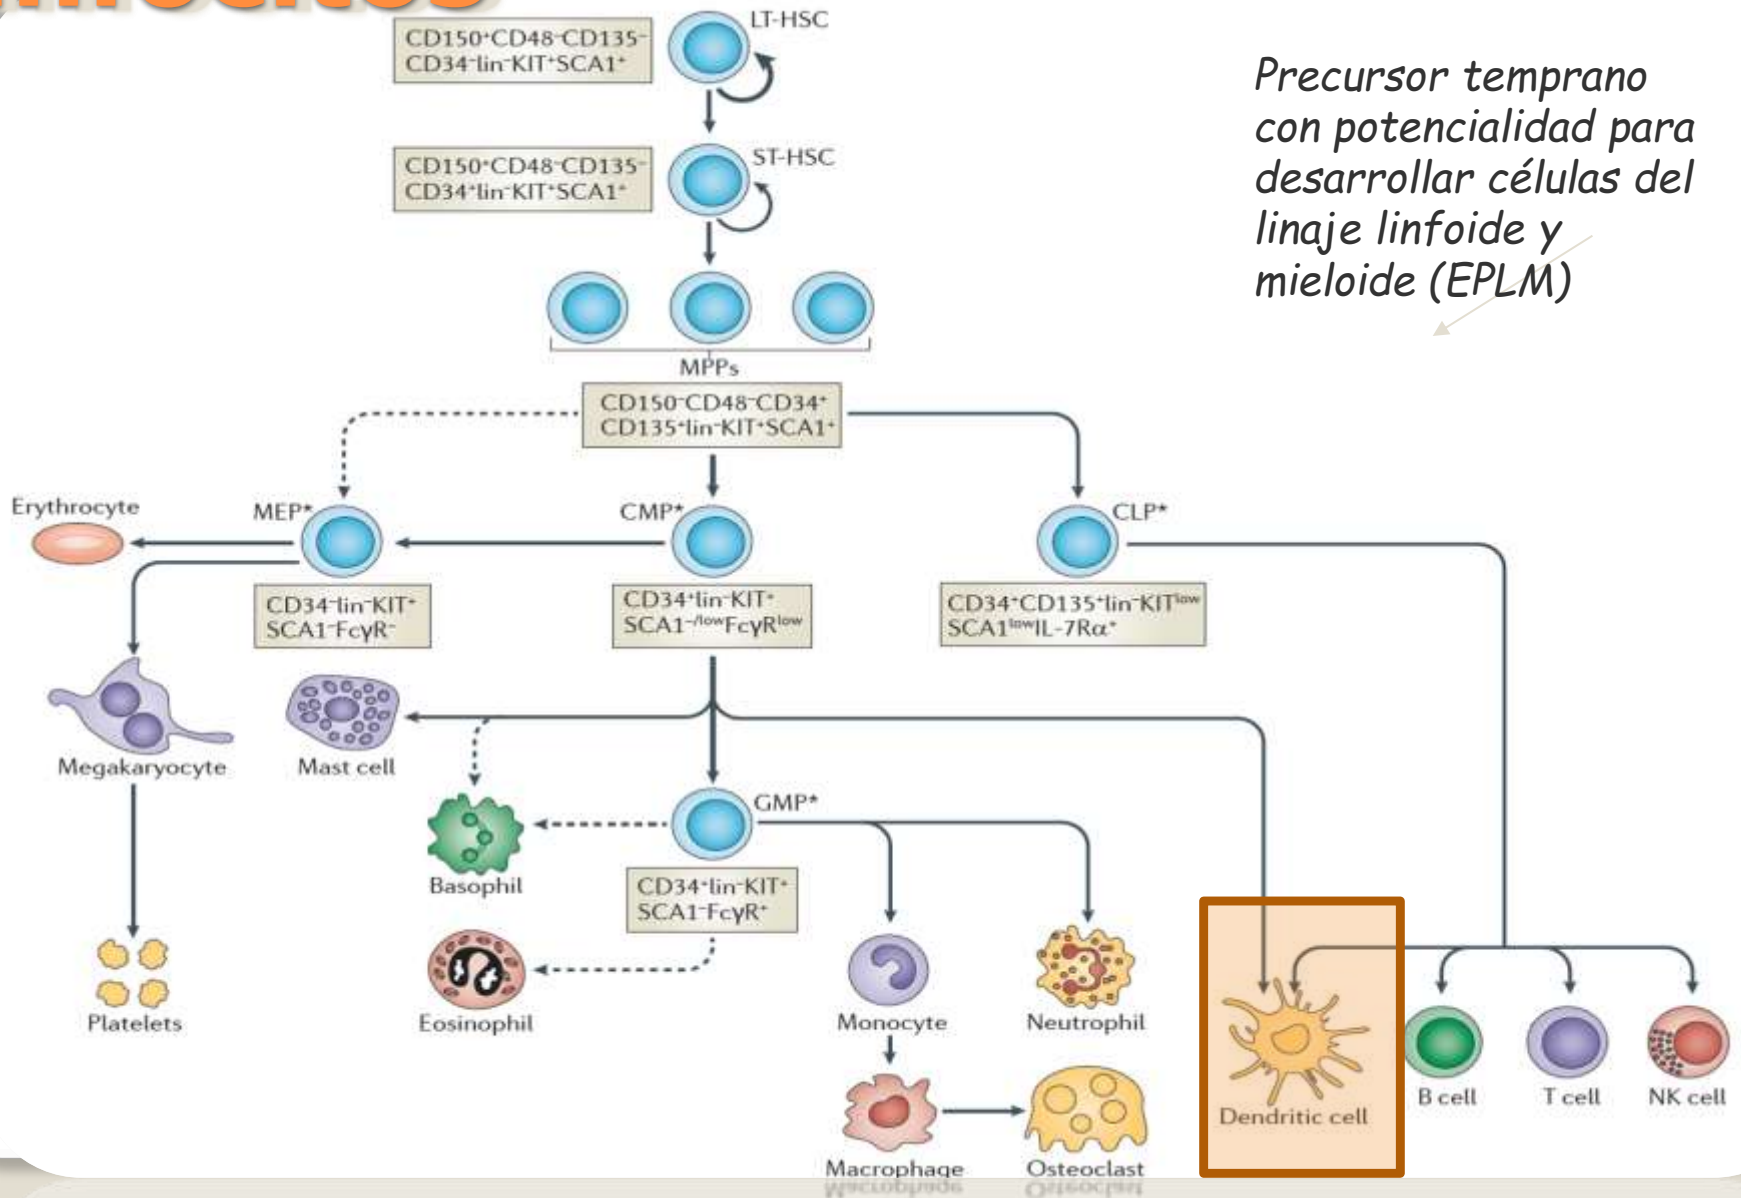 LT-HSC
CD150⁺CD48⁻CD135⁻
CD34⁻lin⁻KIT⁺SCA1⁺
Precursor temprano
con potencialidad para
desarrollar células del
linaje linfoide y
mieloide (EPLM)
ST-HSC
CD150⁺CD48⁻CD135⁻
CD34⁺lin⁻KIT⁺SCA1⁺
MPPs
CD150⁻CD48⁻CD34⁺
CD135⁺lin⁻KIT⁺SCA1⁺
Erythrocyte
MEP*
CMP*
CLP*
CD34⁻lin⁻KIT⁺
SCA1⁻FcγR⁻
CD34⁺lin⁻KIT⁺
SCA1⁻/ˡᵒʷFcγRˡᵒʷ
CD34⁺CD135⁺lin⁻KITˡᵒʷ
SCA1ˡᵒʷIL-7Rα⁺
Megakaryocyte
Mast cell
GMP*
Basophil
CD34⁺lin⁻KIT⁺
SCA1⁻FcγR⁺
Platelets
Eosinophil
Monocyte
Neutrophil
Dendritic cell
B cell
T cell
NK cell
Macrophage
Osteoclast